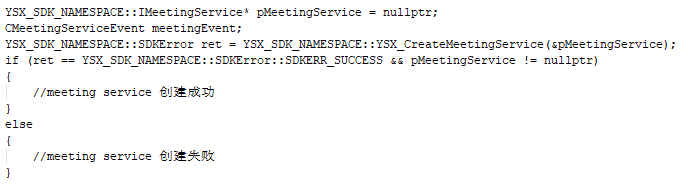 YSX_SDK_NAMESPACE::IMeetingService* pMeetingService = nullptr;
CMeetingServiceEvent meetingEvent;
YSX_SDK_NAMESPACE::SDKError ret = YSX_SDK_NAMESPACE::YSX_CreateMeetingService(&pMeetingService);
if (ret == YSX_SDK_NAMESPACE::SDKError::SDKERR_SUCCESS && pMeetingService != nullptr)
{
    //meeting service 创建成功
}
else
{
    //meeting service 创建失败
}